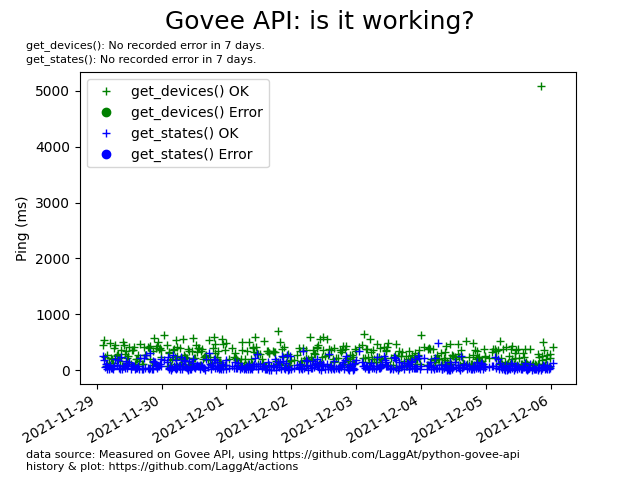 Govee API: is it working?
get_devices(): No recorded error in 7 days.
get_states(): No recorded error in 7 days.
get_devices() OK
get_devices() Error
get_states() OK
get_states() Error
Ping (ms)
5000
4000
3000
2000
1000
0
2021-11-29
2021-11-30
2021-12-01
2021-12-02
2021-12-03
2021-12-04
2021-12-05
2021-12-06
data source: Measured on Govee API, using https://github.com/LaggAt/python-govee-api
history & plot: https://github.com/LaggAt/actions